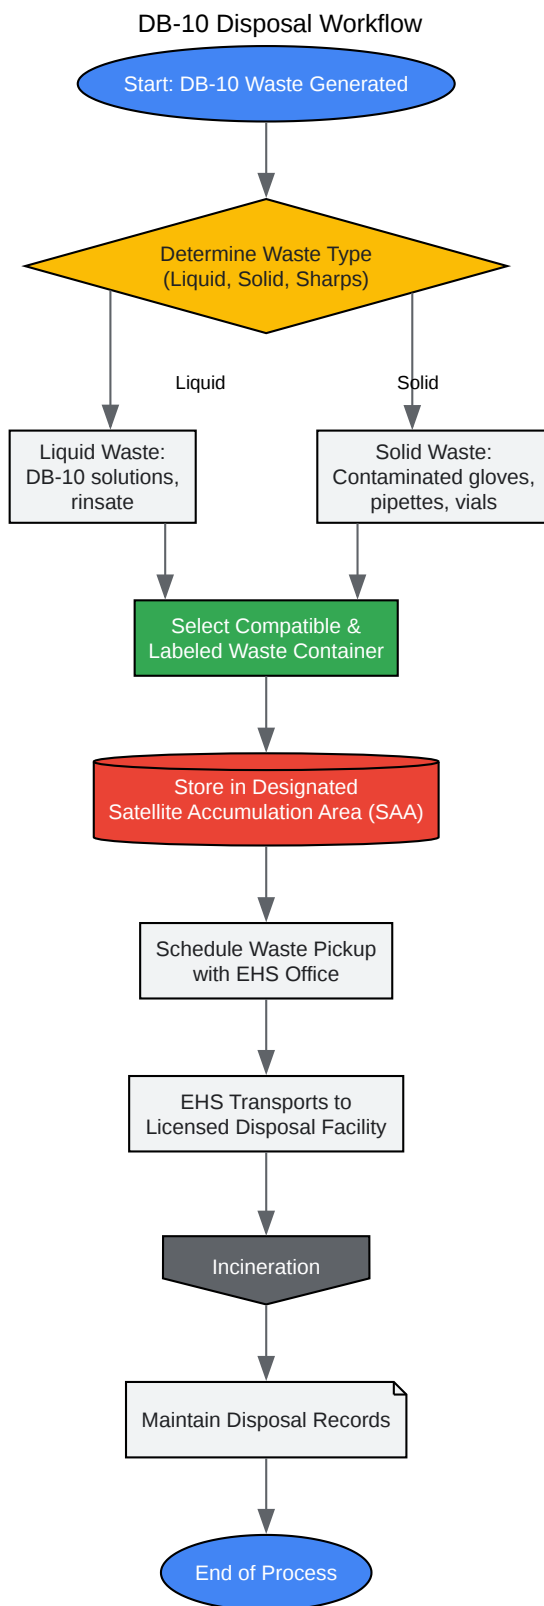 DB-10 Disposal Workflow
Start: DB-10 Waste Generated
Determine Waste Type
(Liquid, Solid, Sharps)
Liquid
Solid
Liquid Waste:
DB-10 solutions,
rinsate
Solid Waste:
Contaminated gloves,
pipettes, vials
Select Compatible &
Labeled Waste Container
Store in Designated
Satellite Accumulation Area (SAA)
Schedule Waste Pickup
with EHS Office
EHS Transports to
Licensed Disposal Facility
Incineration
Maintain Disposal Records
End of Process